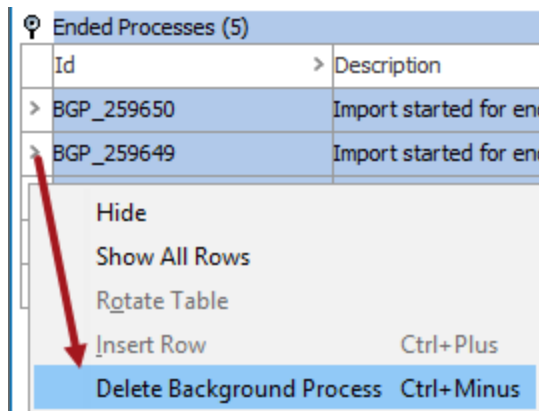 Ended Processes (5)
Id > Description
> BGP_259650 Import started for en
> BGP_259649 Import started for en
Hide
Show All Rows
Rotate Table
Insert Row Ctrl+Plus
Delete Background Process Ctrl+Minus